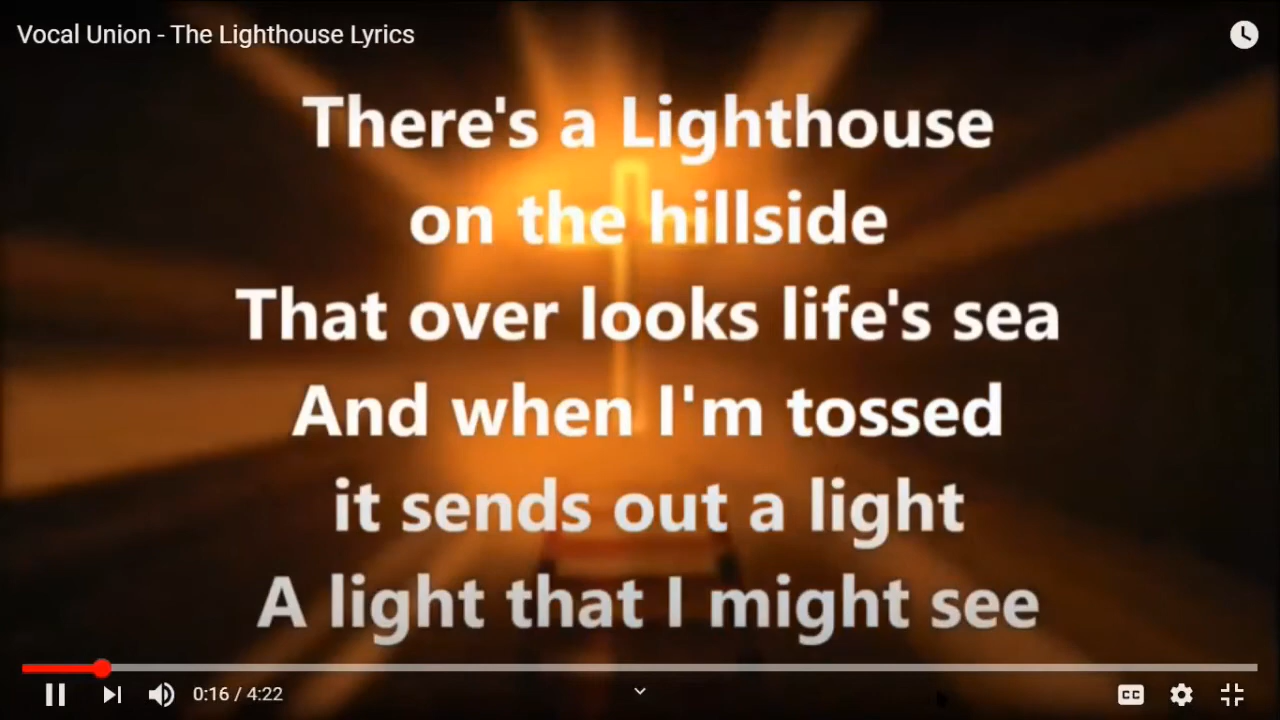 Vocal Union - The Lighthouse Lyrics
There's a Lighthouse
on the hillside
That over looks life's sea
And when I'm tossed
it sends out a light
A light that I might see
0:16 / 4:22
CC